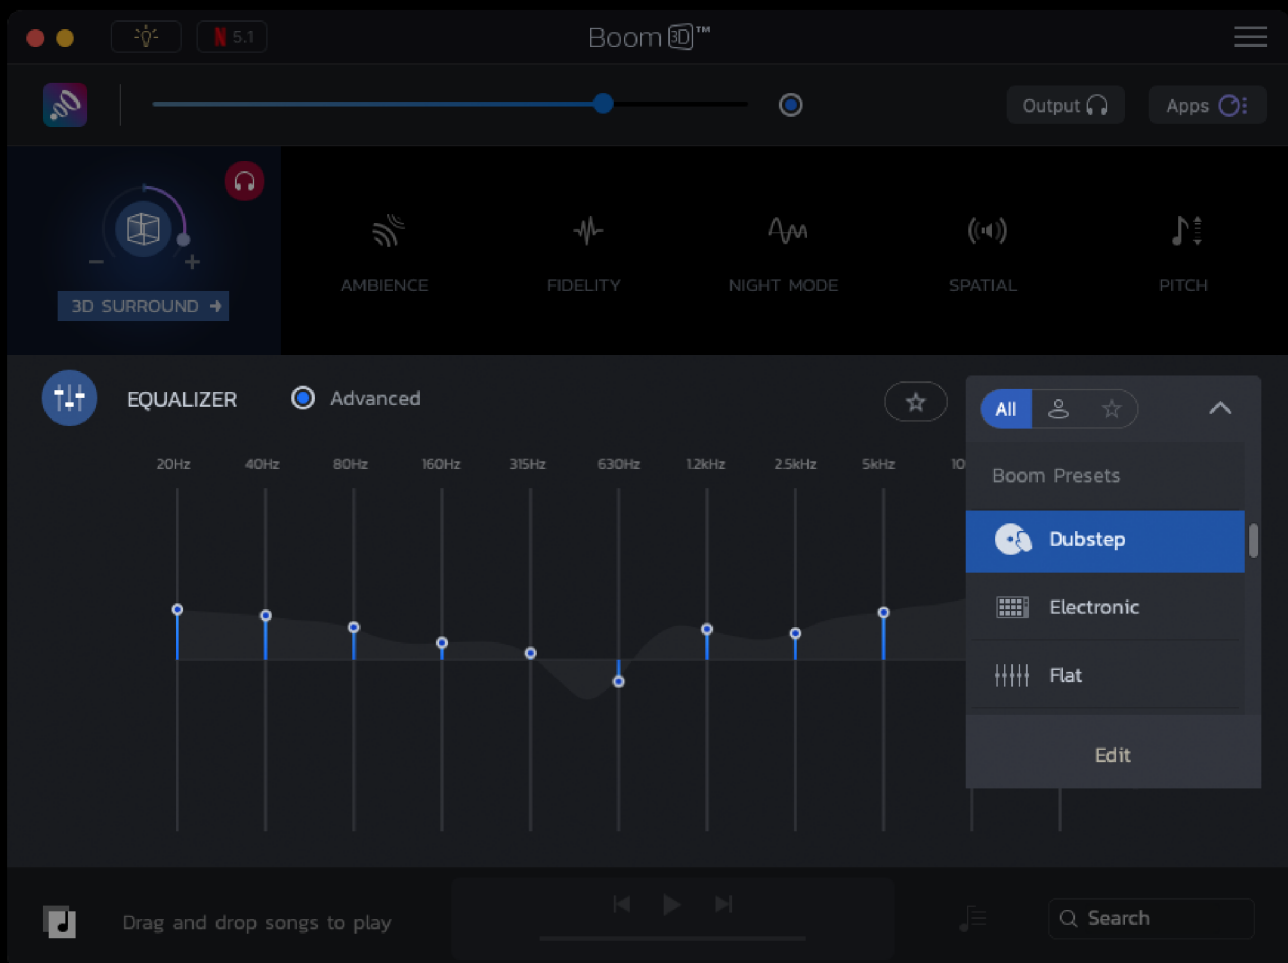 5.1
Boom 3D™
Output
Apps
3D SURROUND
AMBIENCE
FIDELITY
NIGHT MODE
SPATIAL
PITCH
EQUALIZER
Advanced
All
20Hz 40Hz 80Hz 160Hz 315Hz 630Hz 1.2kHz 2.5kHz 5kHz 10
Boom Presets
Dubstep
Electronic
Flat
Edit
Drag and drop songs to play
Search